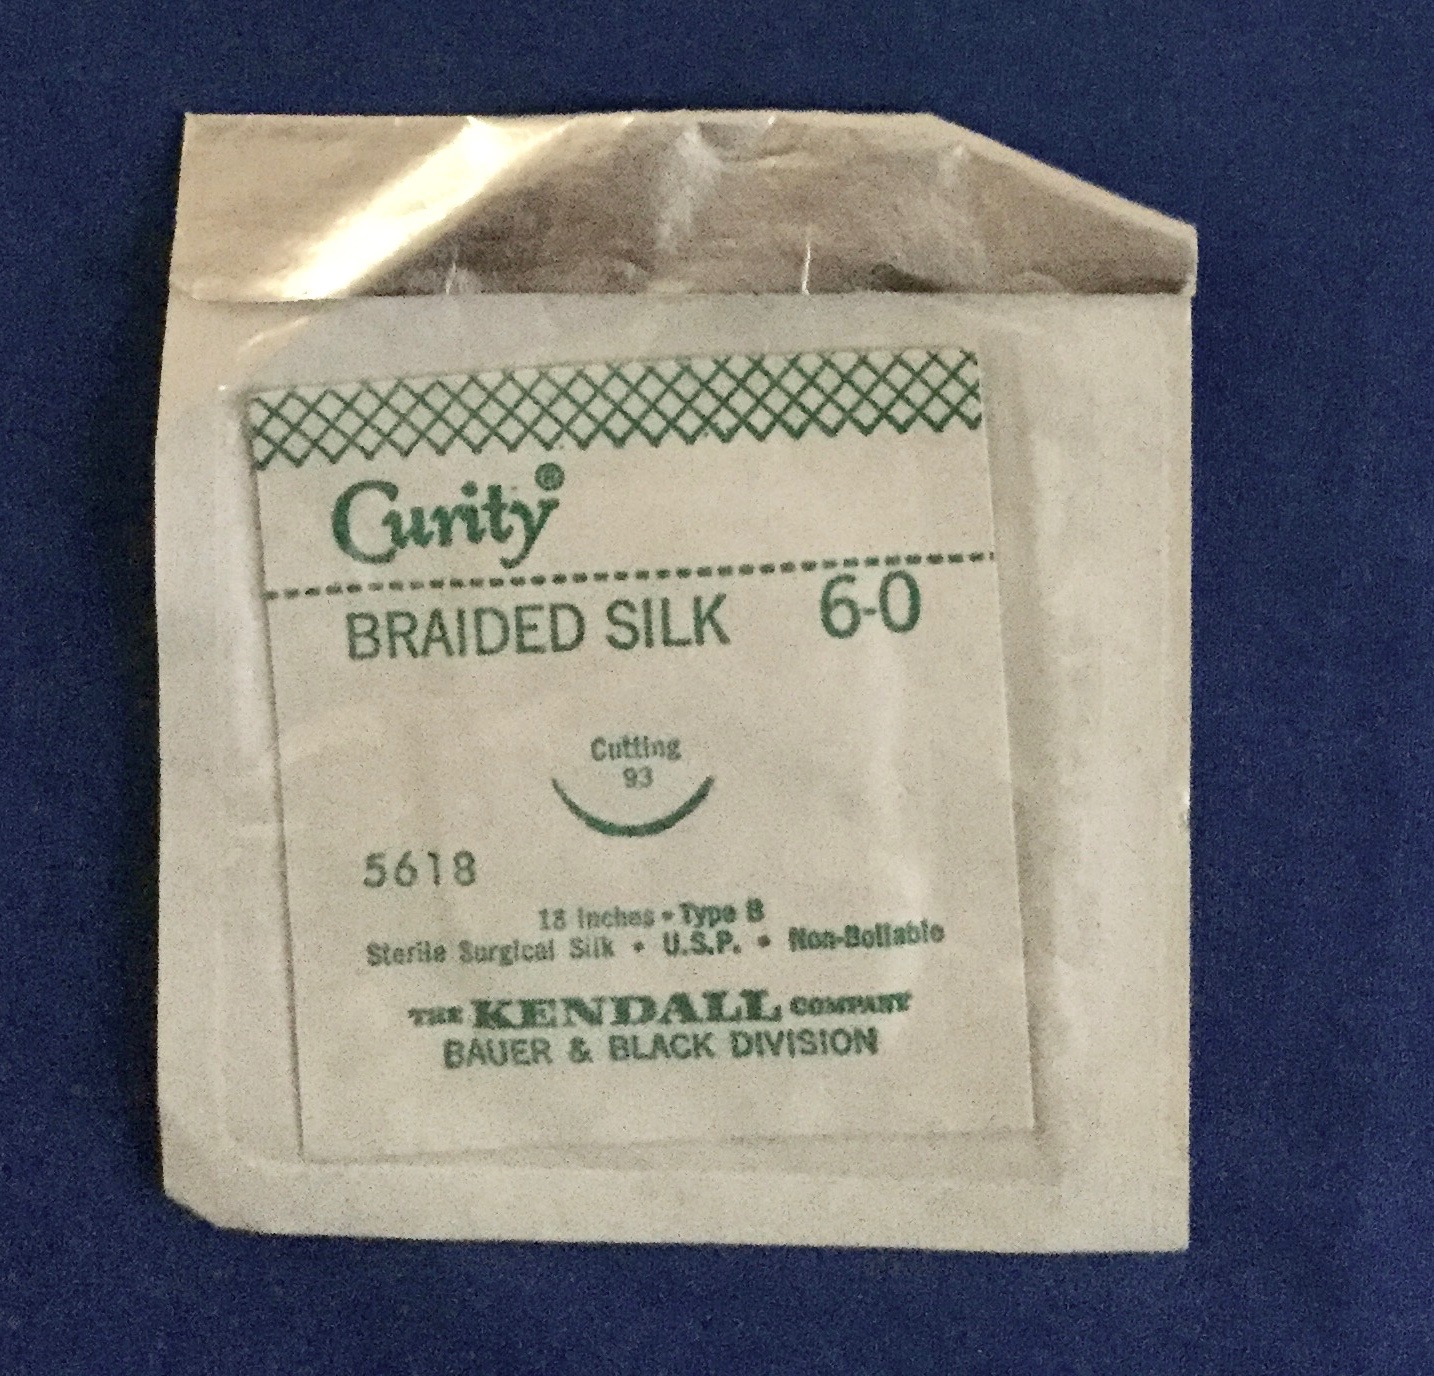 Curity®
BRAIDED SILK 6-0
Cutting
93
5618
18 Inches • Type B
Sterile Surgical Silk • U.S.P. • Non-Boilable
THE KENDALL COMPANY
BAUER & BLACK DIVISION